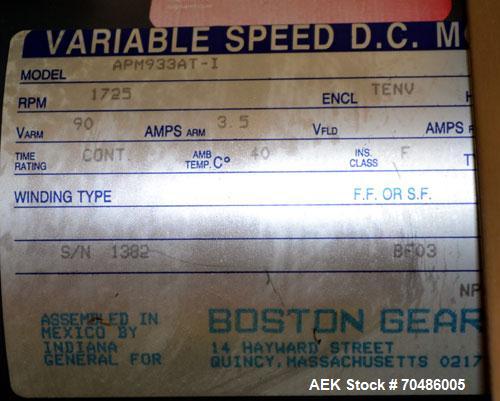 VARIABLE SPEED D.C. M
MODEL APM933AT-I
RPM 1725 ENCL TENV
VARM 90 AMPS ARM 3.5 VFLD AMPS
TIME RATING CONT. AMB TEMP. C° 40 INS. CLASS F
WINDING TYPE F.F. OR S.F.
S/N 1382 BF03
NP
ASSEMBLED IN
MEXICO BY
INDIANA
GENERAL FOR
BOSTON GEAR
14 HAYWARD STREET
QUINCY, MASSACHUSETTS 0217
AEK Stock # 70486005